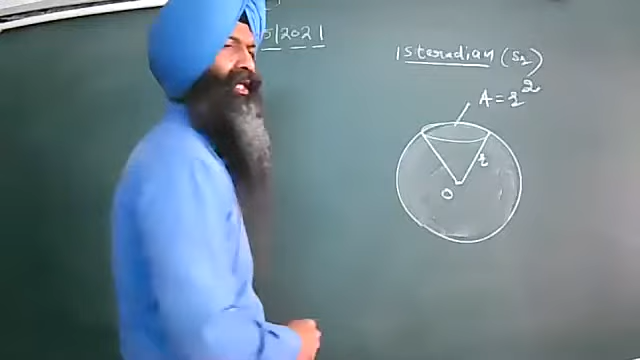 5/2021
1 Steradian (Sr)
A = r²
r
O